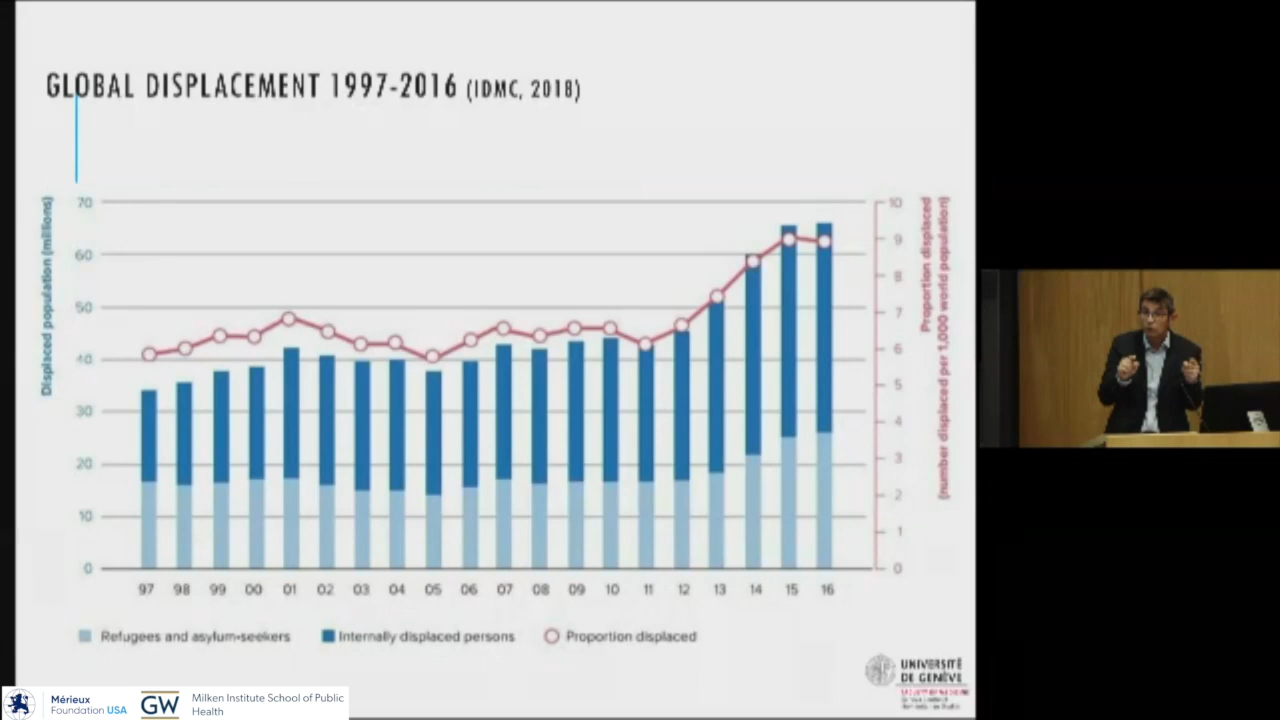 GLOBAL DISPLACEMENT 1997-2016 (IDMC, 2018)
Displaced population (millions)
70
60
50
40
30
20
10
0
10
9
8
7
6
5
4
3
2
1
0
Proportion displaced
(number displaced per 1,000 world population)
97 98 99 00 01 02 03 04 05 06 07 08 09 10 11 12 13 14 15 16
Refugees and asylum-seekers Internally displaced persons Proportion displaced
UNIVERSITÉ
DE GENÈVE
Mérieux
Foundation USA
GW
Milken Institute School of Public
Health